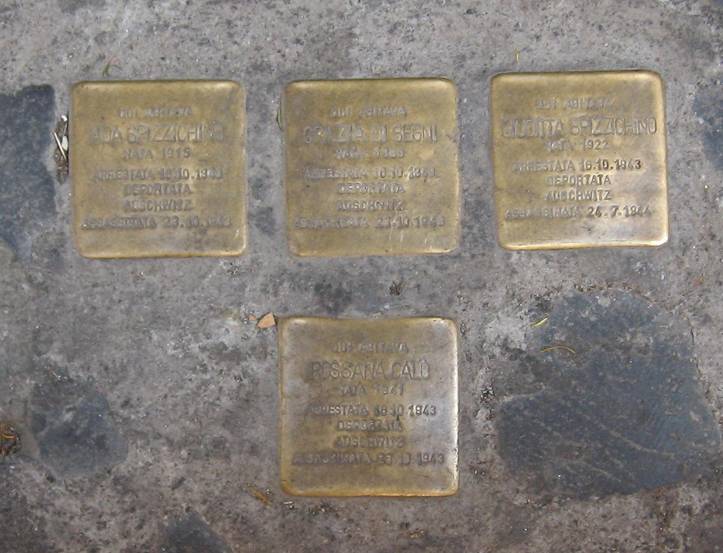 QUI ABITAVA
ADA SPIZZICHINO
NATA 1915
ARRESTATA 16.10.1943
DEPORTATA
AUSCHWITZ
ASSASSINATA 23.10.1943
QUI ABITAVA
GRAZIA DI SEGNI
NATA
ARRESTATA 16.10.1943
DEPORTATA
AUSCHWITZ
ASSASSINATA 23.10.1943
QUI ABITAVA
GIUDITTA SPIZZICHINO
NATA 1922
ARRESTATA 16.10.1943
DEPORTATA
AUSCHWITZ
ASSASSINATA 24.7.1944
QUI ABITAVA
ROSSANA CALÒ
NATA 1941
ARRESTATA 16.10.1943
DEPORTATA
AUSCHWITZ
ASSASSINATA 23.10.1943